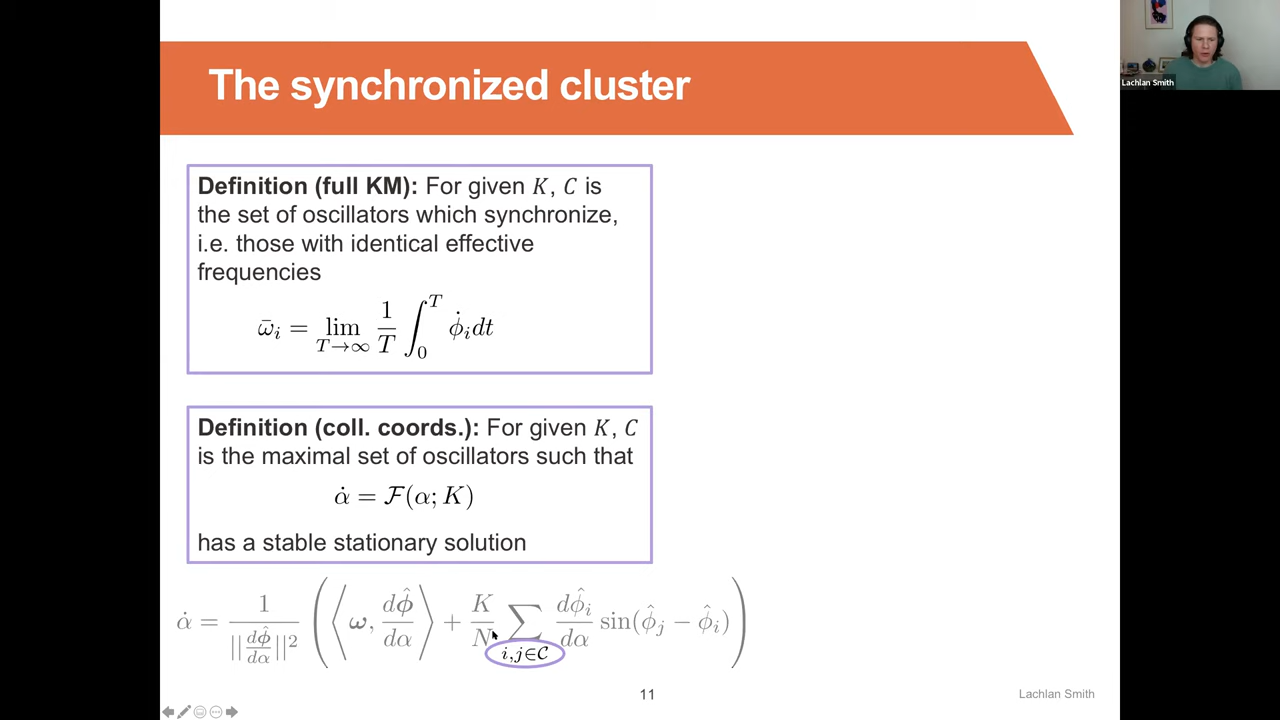 The synchronized cluster
Definition (full KM): For given K, C is
the set of oscillators which synchronize,
i.e. those with identical effective
frequencies
ω̄ᵢ = lim_{T→∞} 1/T ∫₀ᵀ φ̇ᵢdt
Definition (coll. coords.): For given K, C
is the maximal set of oscillators such that
α̇ = ℱ(α; K)
has a stable stationary solution
α̇ = 1/||dφ̂/dα||² (⟨ω, dφ̂/dα⟩ + K/N ∑_{i,j∈𝒞} dφ̂ᵢ/dα sin(φ̂ⱼ − φ̂ᵢ))
11
Lachlan Smith
Lachlan Smith